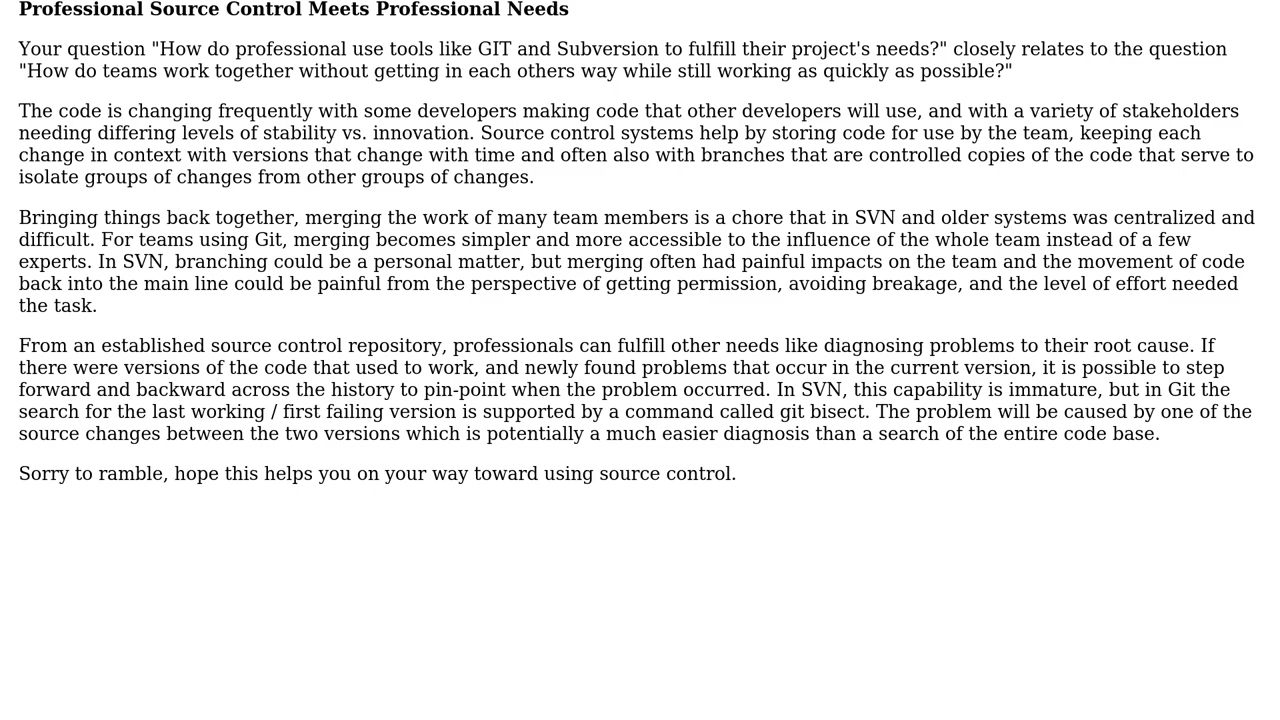 Professional Source Control Meets Professional Needs
Your question "How do professional use tools like GIT and Subversion to fulfill their project's needs?" closely relates to the question
"How do teams work together without getting in each others way while still working as quickly as possible?"
The code is changing frequently with some developers making code that other developers will use, and with a variety of stakeholders
needing differing levels of stability vs. innovation. Source control systems help by storing code for use by the team, keeping each
change in context with versions that change with time and often also with branches that are controlled copies of the code that serve to
isolate groups of changes from other groups of changes.
Bringing things back together, merging the work of many team members is a chore that in SVN and older systems was centralized and
difficult. For teams using Git, merging becomes simpler and more accessible to the influence of the whole team instead of a few
experts. In SVN, branching could be a personal matter, but merging often had painful impacts on the team and the movement of code
back into the main line could be painful from the perspective of getting permission, avoiding breakage, and the level of effort needed
the task.
From an established source control repository, professionals can fulfill other needs like diagnosing problems to their root cause. If
there were versions of the code that used to work, and newly found problems that occur in the current version, it is possible to step
forward and backward across the history to pin-point when the problem occurred. In SVN, this capability is immature, but in Git the
search for the last working / first failing version is supported by a command called git bisect. The problem will be caused by one of the
source changes between the two versions which is potentially a much easier diagnosis than a search of the entire code base.
Sorry to ramble, hope this helps you on your way toward using source control.